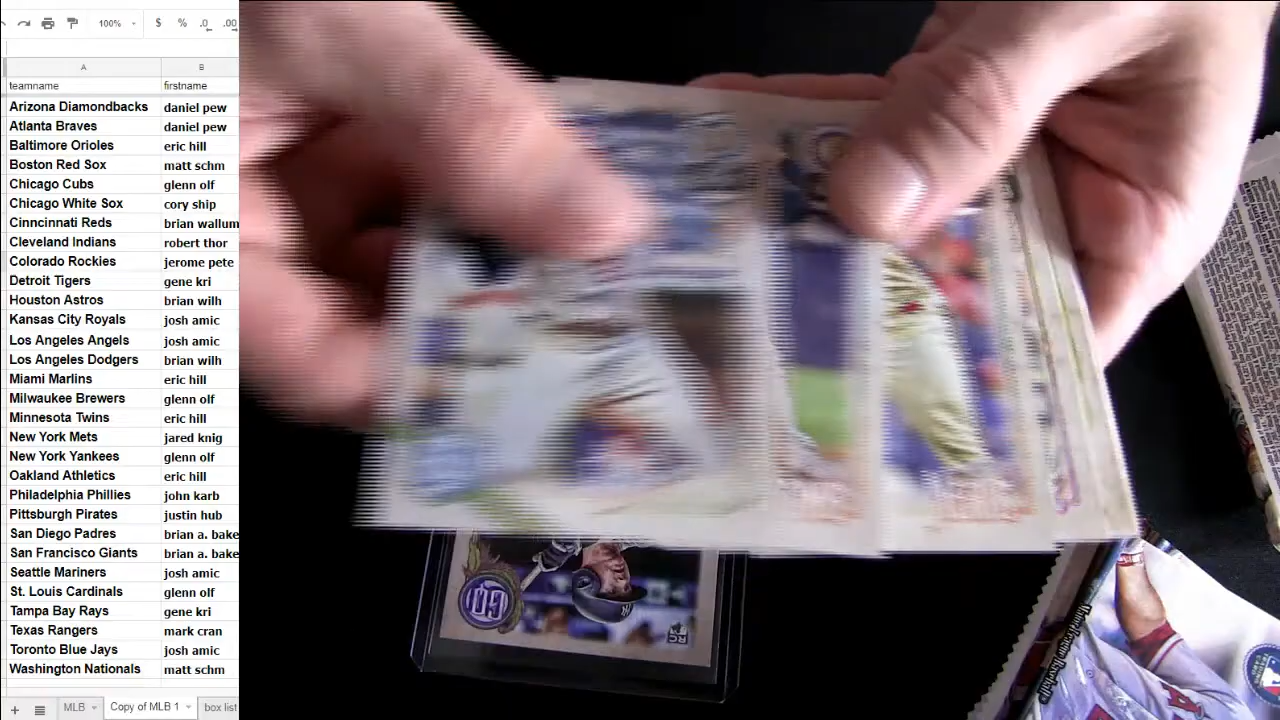 100%
$ % .0 .00
A B
teamname firstname
Arizona Diamondbacks daniel pew
Atlanta Braves daniel pew
Baltimore Orioles eric hill
Boston Red Sox matt schm
Chicago Cubs glenn olf
Chicago White Sox cory ship
Cinncinati Reds brian wallum
Cleveland Indians robert thor
Colorado Rockies jerome pete
Detroit Tigers gene kri
Houston Astros brian wilh
Kansas City Royals josh amic
Los Angeles Angels josh amic
Los Angeles Dodgers brian wilh
Miami Marlins eric hill
Milwaukee Brewers glenn olf
Minnesota Twins eric hill
New York Mets jared knig
New York Yankees glenn olf
Oakland Athletics eric hill
Philadelphia Phillies john karb
Pittsburgh Pirates justin hub
San Diego Padres brian a. bake
San Francisco Giants brian a. bake
Seattle Mariners josh amic
St. Louis Cardinals glenn olf
Tampa Bay Rays gene kri
Texas Rangers mark cran
Toronto Blue Jays josh amic
Washington Nationals matt schm
+ MLB Copy of MLB 1 box list
GQ
RC